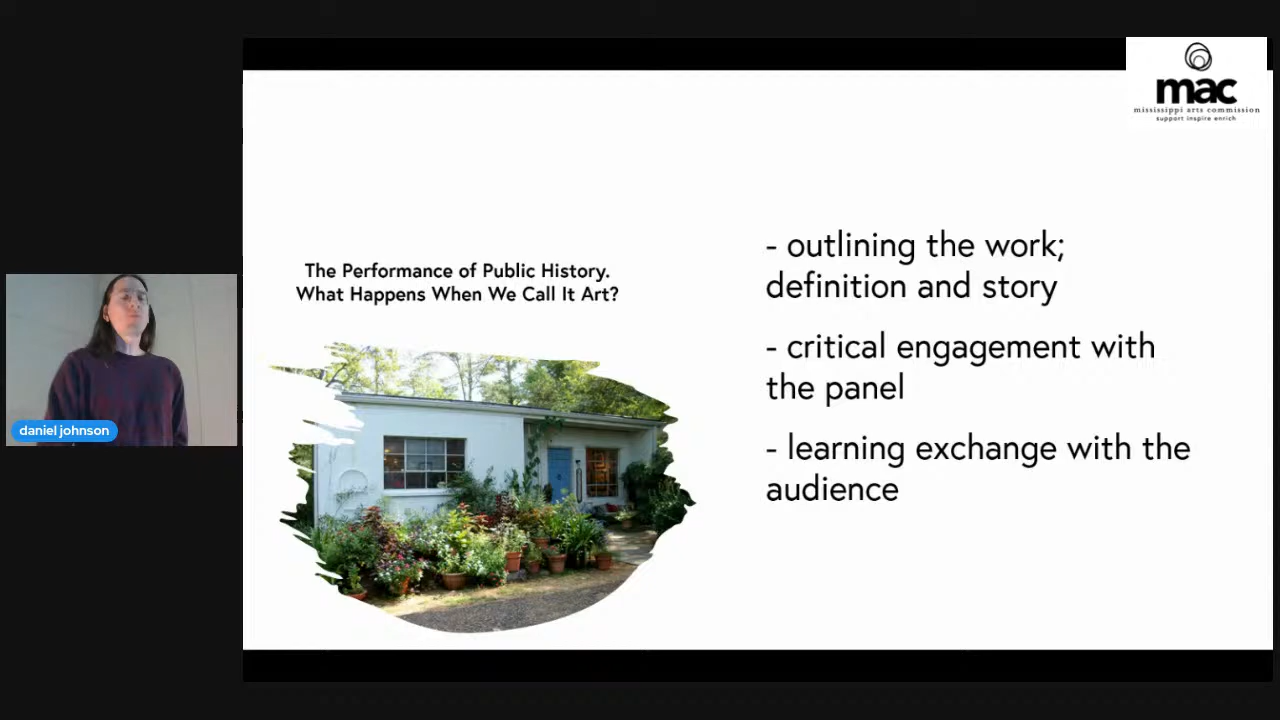 mac
mississippi arts commission
support inspire enrich
The Performance of Public History.
What Happens When We Call It Art?
- outlining the work;
definition and story
- critical engagement with
the panel
- learning exchange with the
audience
daniel johnson